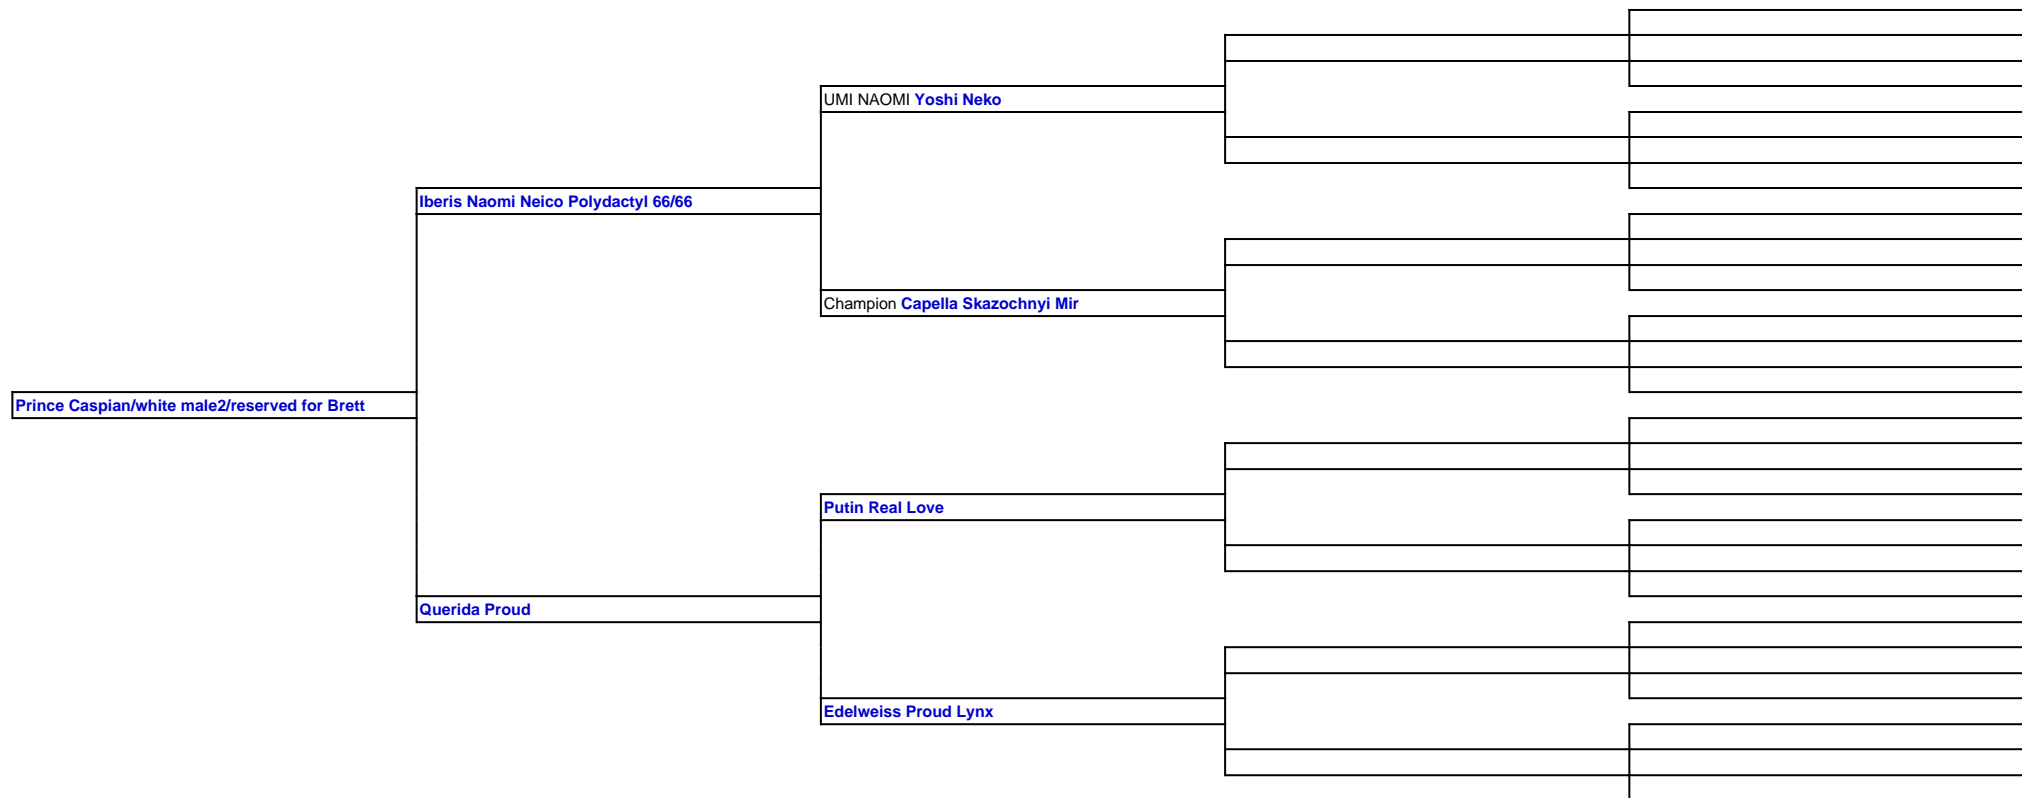 UMI NAOMI Yoshi Neko
Iberis Naomi Neico Polydactyl 66/66
Champion Capella Skazochnyi Mir
Prince Caspian/white male2/reserved for Brett
Putin Real Love
Querida Proud
Edelweiss Proud Lynx